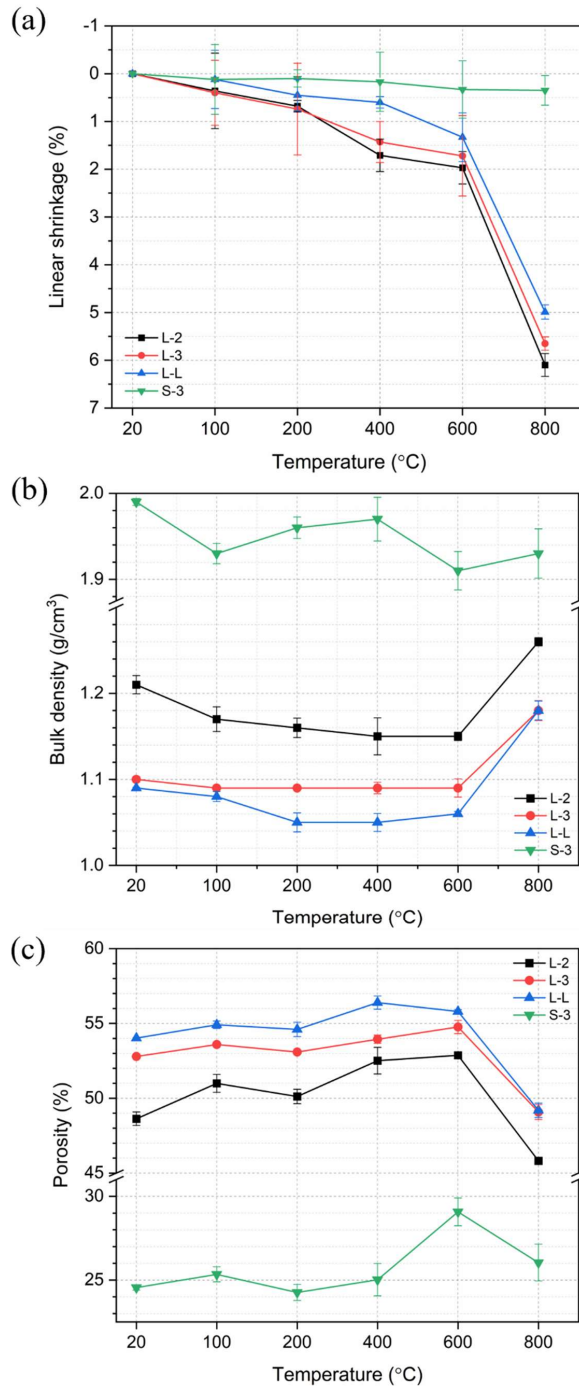 (a)
-1
0
1
2
3
4
5
6
7
Linear shrinkage (%)
L-2
L-3
L-L
S-3
20
100
200
400
600
800
Temperature (°C)
(b)
2.0
1.9
1.2
1.1
1.0
Bulk density (g/cm³)
L-2
L-3
L-L
S-3
20
100
200
400
600
800
Temperature (°C)
(c)
60
55
50
45
30
25
Porosity (%)
L-2
L-3
L-L
S-3
20
100
200
400
600
800
Temperature (°C)